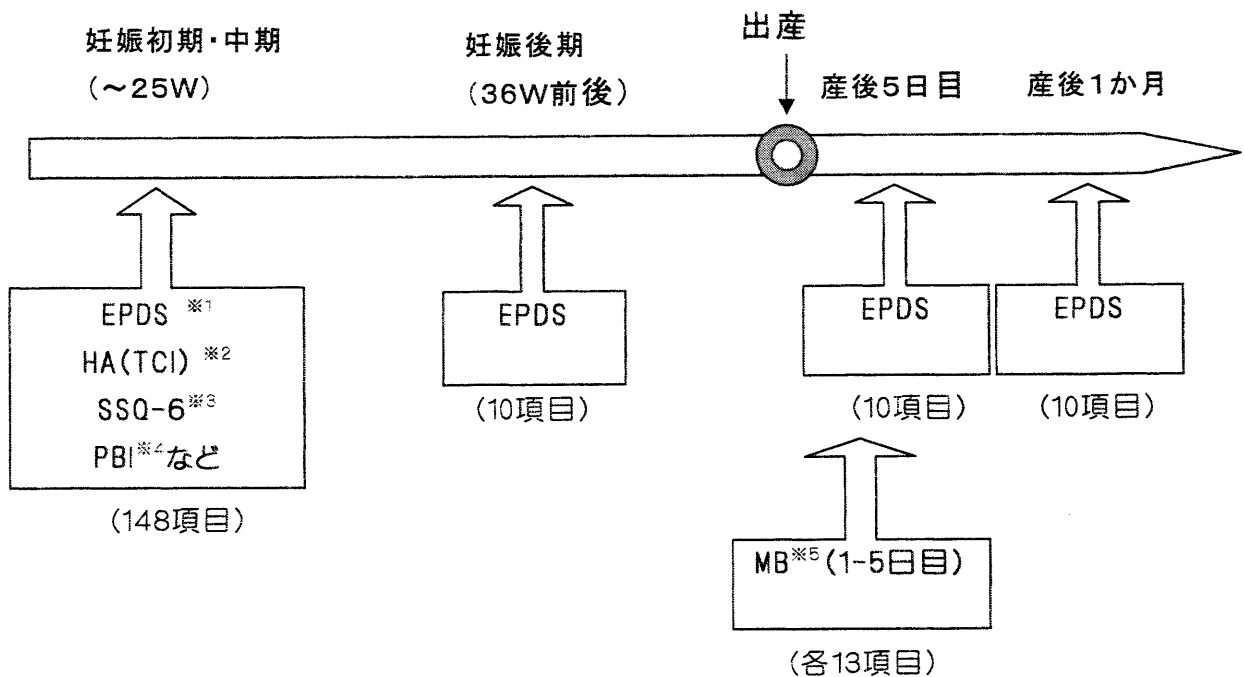 妊娠初期・中期
(～25W)
妊娠後期
(36W前後)
出産
産後5日目
産後1か月
EPDS ※1
HA(TCI) ※2
SSQ-6※3
PBI※4など
(148項目)
EPDS
(10項目)
EPDS
(10項目)
EPDS
(10項目)
MB※5(1-5日目)
(各13項目)